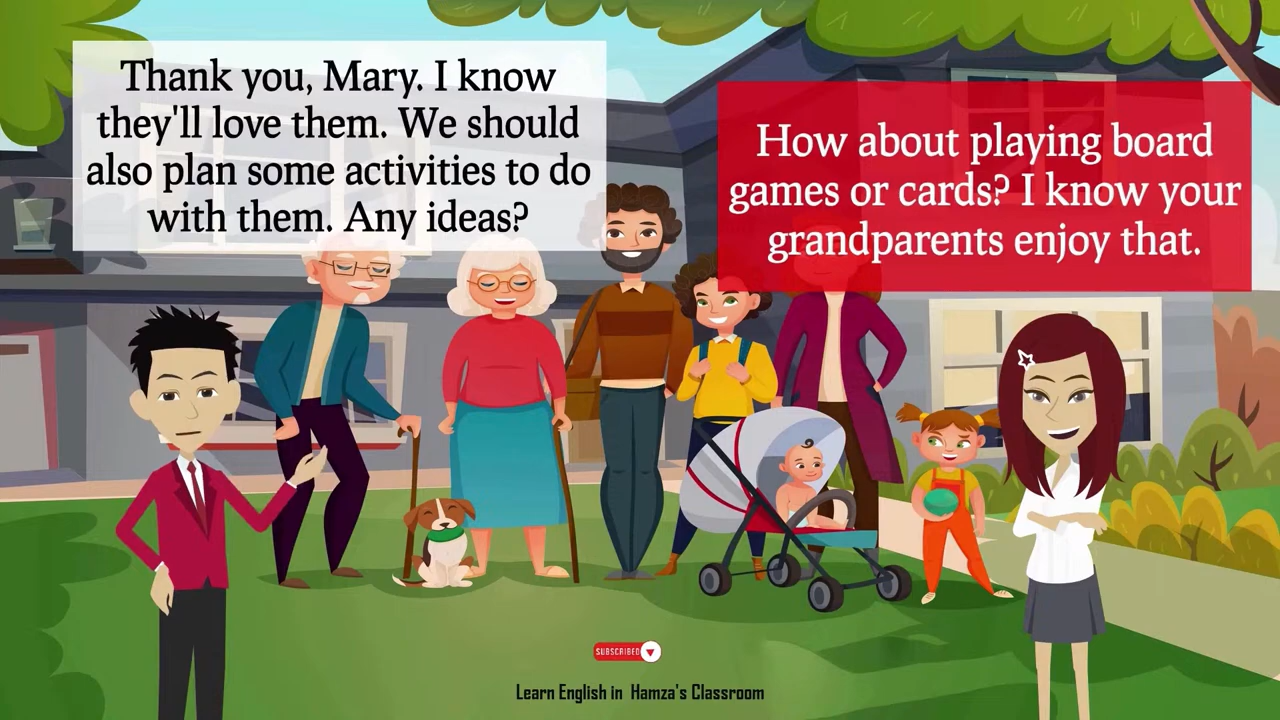 Thank you, Mary. I know
they'll love them. We should
also plan some activities to do
with them. Any ideas?
How about playing board
games or cards? I know your
grandparents enjoy that.
SUBSCRIBED
Learn English in Hamza's Classroom